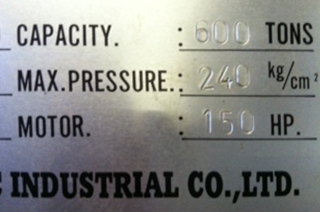 CAPACITY. : 600 TONS
MAX.PRESSURE.: 240 kg/cm²
MOTOR. : 150 HP.
INDUSTRIAL CO.,LTD.